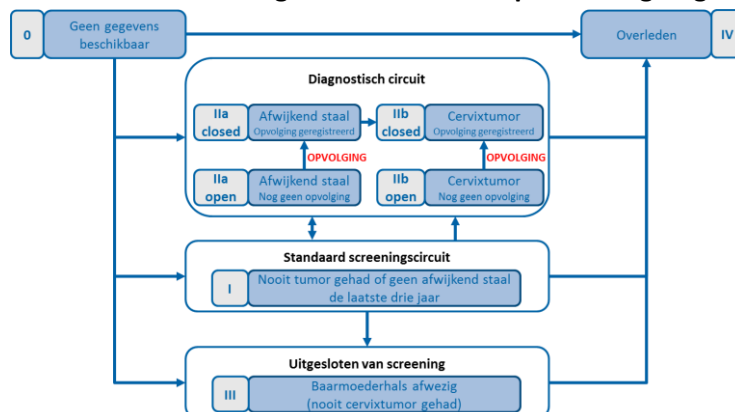 0
Geen gegevens
beschikbaar
Overleden
IV
Diagnostisch circuit
IIa
closed
Afwijkend staal
Opvolging geregistreerd
IIb
closed
Cervixtumor
Opvolging geregistreerd
OPVOLGING
OPVOLGING
IIa
open
Afwijkend staal
Nog geen opvolging
IIb
open
Cervixtumor
Nog geen opvolging
Standaard screeningscircuit
I
Nooit tumor gehad of geen afwijkend staal
de laatste drie jaar
Uitgesloten van screening
III
Baarmoederhals afwezig
(nooit cervixtumor gehad)